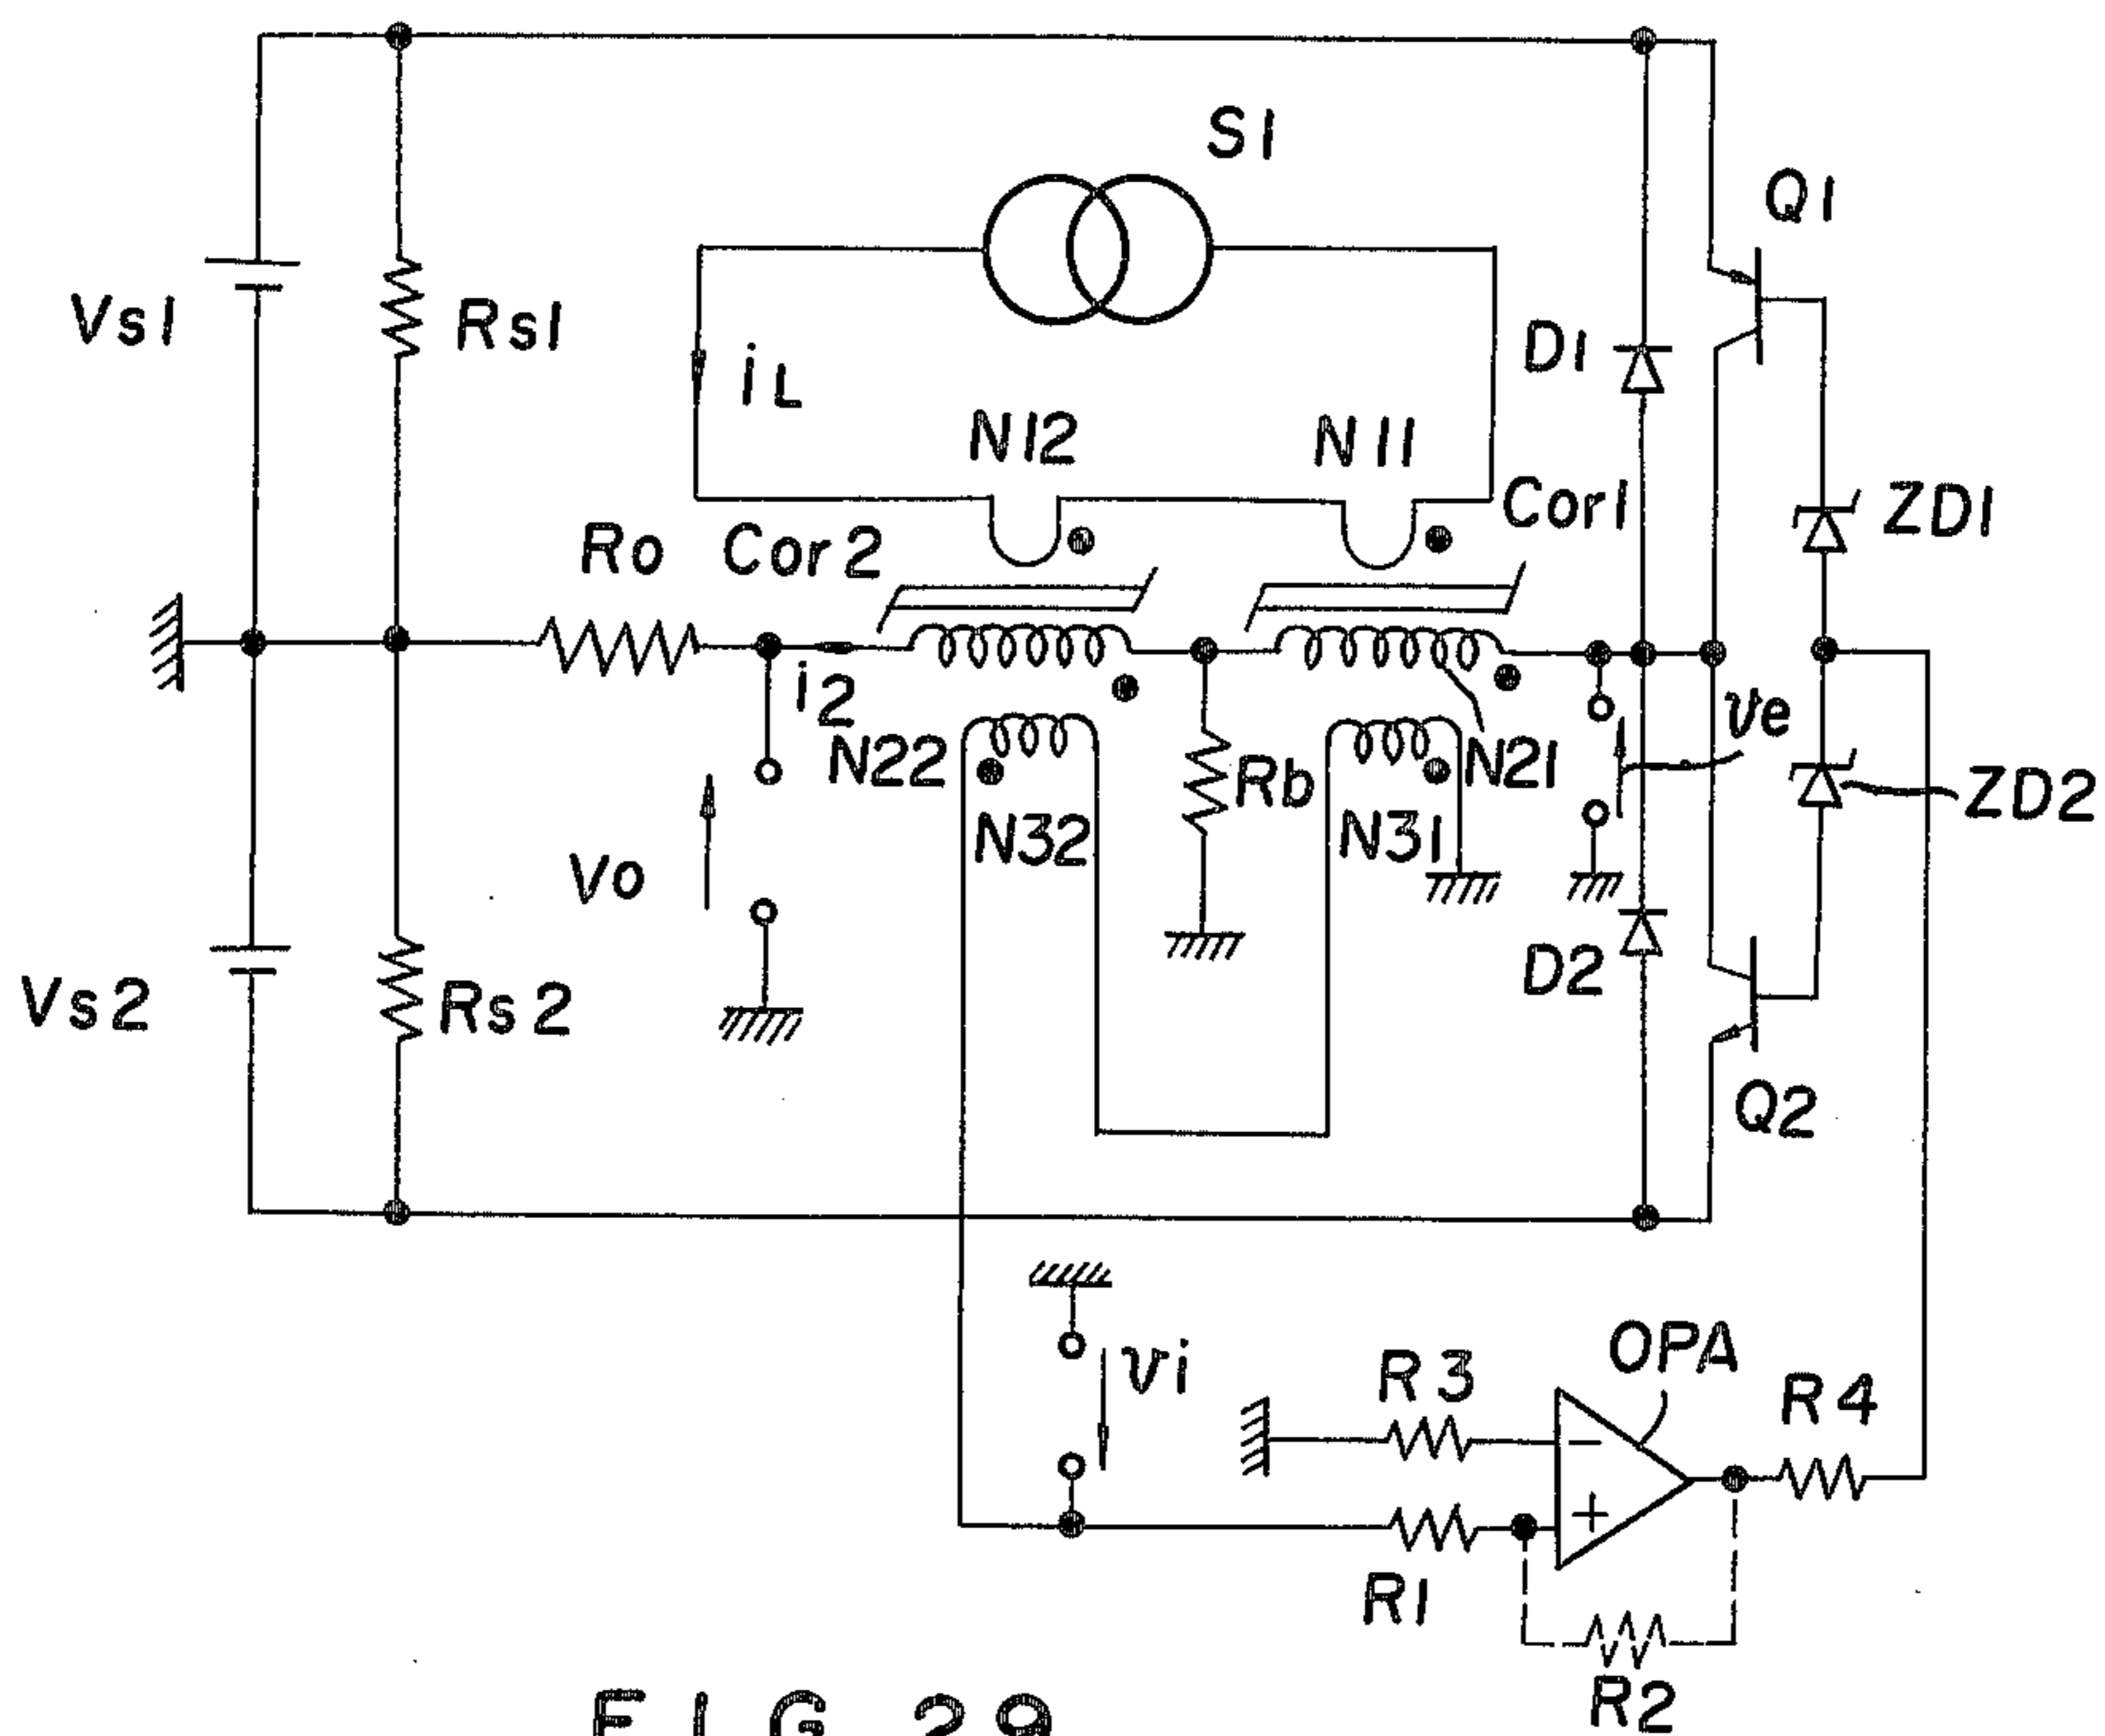 S1
Q1
Vs1
Rs1
iL
D1
N12
N11
Cor1
ZD1
Ro
Cor2
i2
N22
N21
ve
Rb
ZD2
N32
N31
Vo
D2
Vs2
Rs2
Q2
vi
OPA
R3
R4
−
+
R1
R2
FIG 29